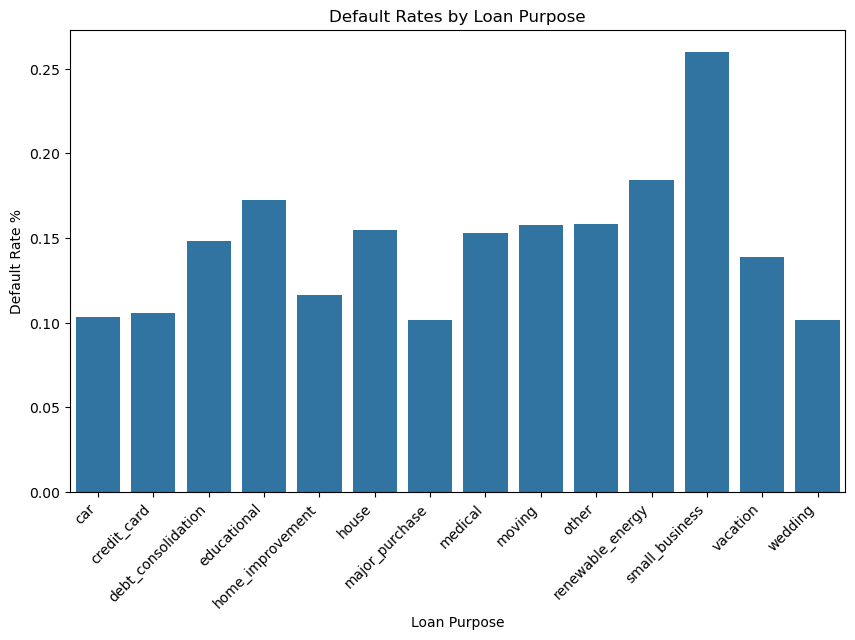 Default Rates by Loan Purpose
Default Rate %
0.25
0.20
0.15
0.10
0.05
0.00
car
credit_card
debt_consolidation
educational
home_improvement
house
major_purchase
medical
moving
other
renewable_energy
small_business
vacation
wedding
Loan Purpose